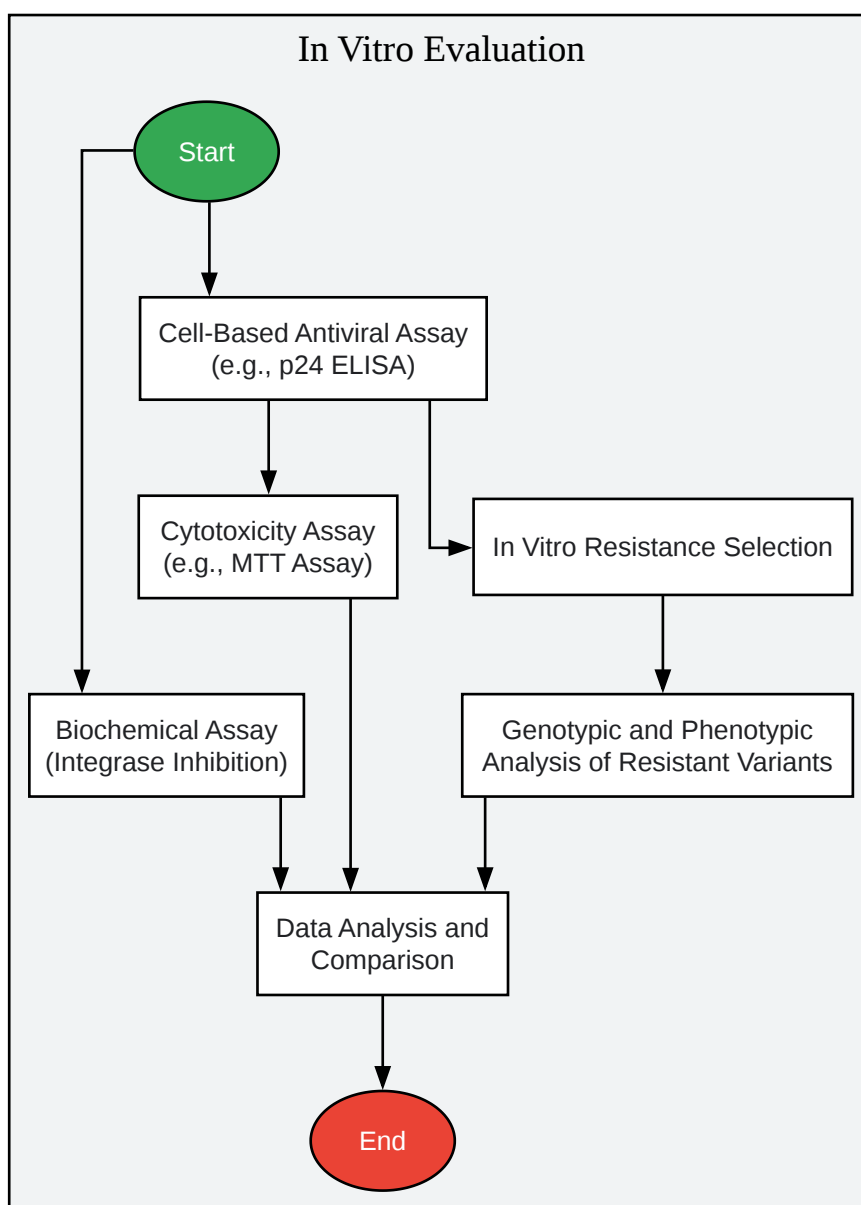 In Vitro Evaluation
Start
Cell-Based Antiviral Assay
(e.g., p24 ELISA)
Cytotoxicity Assay
(e.g., MTT Assay)
In Vitro Resistance Selection
Biochemical Assay
(Integrase Inhibition)
Genotypic and Phenotypic
Analysis of Resistant Variants
Data Analysis and
Comparison
End